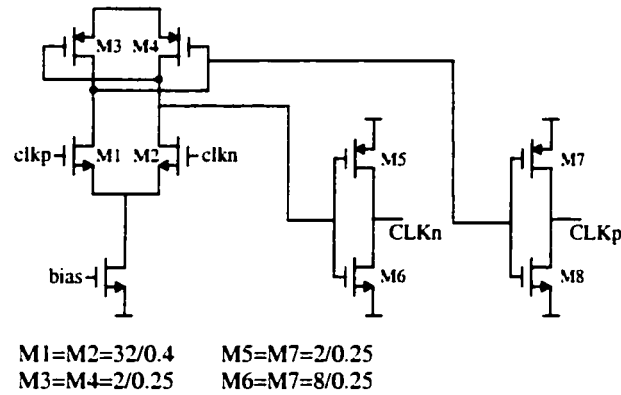 M3 M4
clkp M1 M2 clkn
M5 M7
CLKn CLKp
bias M6 M8
M1=M2=32/0.4 M5=M7=2/0.25
M3=M4=2/0.25 M6=M7=8/0.25